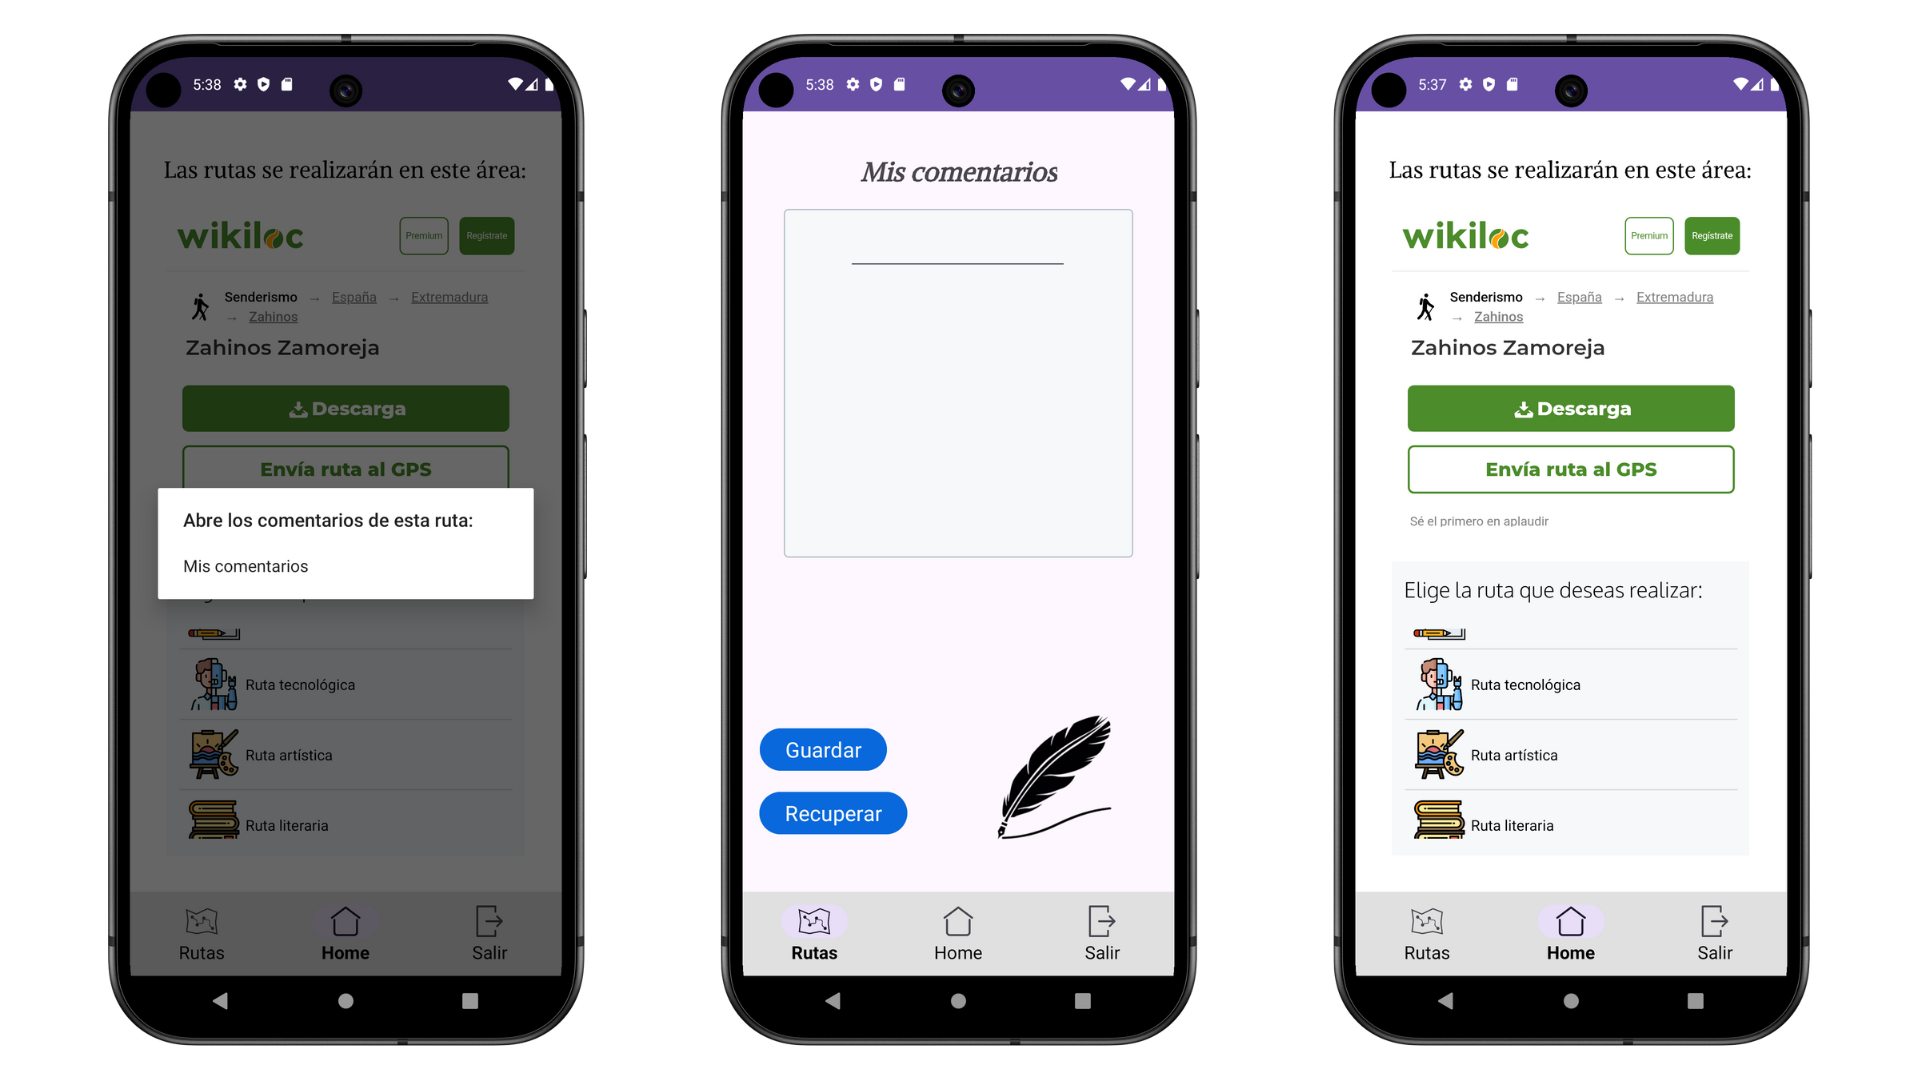 5:38
Las rutas se realizarán en este área:
wikiloc
Premium
Regístrate
Senderismo → España → Extremadura
→ Zahinos
Zahinos Zamoreja
Descarga
Envía ruta al GPS
Abre los comentarios de esta ruta:
Mis comentarios
Ruta tecnológica
Ruta artística
Ruta literaria
Rutas
Home
Salir
5:38
Mis comentarios
Guardar
Recuperar
Rutas
Home
Salir
5:37
Las rutas se realizarán en este área:
wikiloc
Premium
Regístrate
Senderismo → España → Extremadura
→ Zahinos
Zahinos Zamoreja
Descarga
Envía ruta al GPS
Sé el primero en aplaudir
Elige la ruta que deseas realizar:
Ruta tecnológica
Ruta artística
Ruta literaria
Rutas
Home
Salir